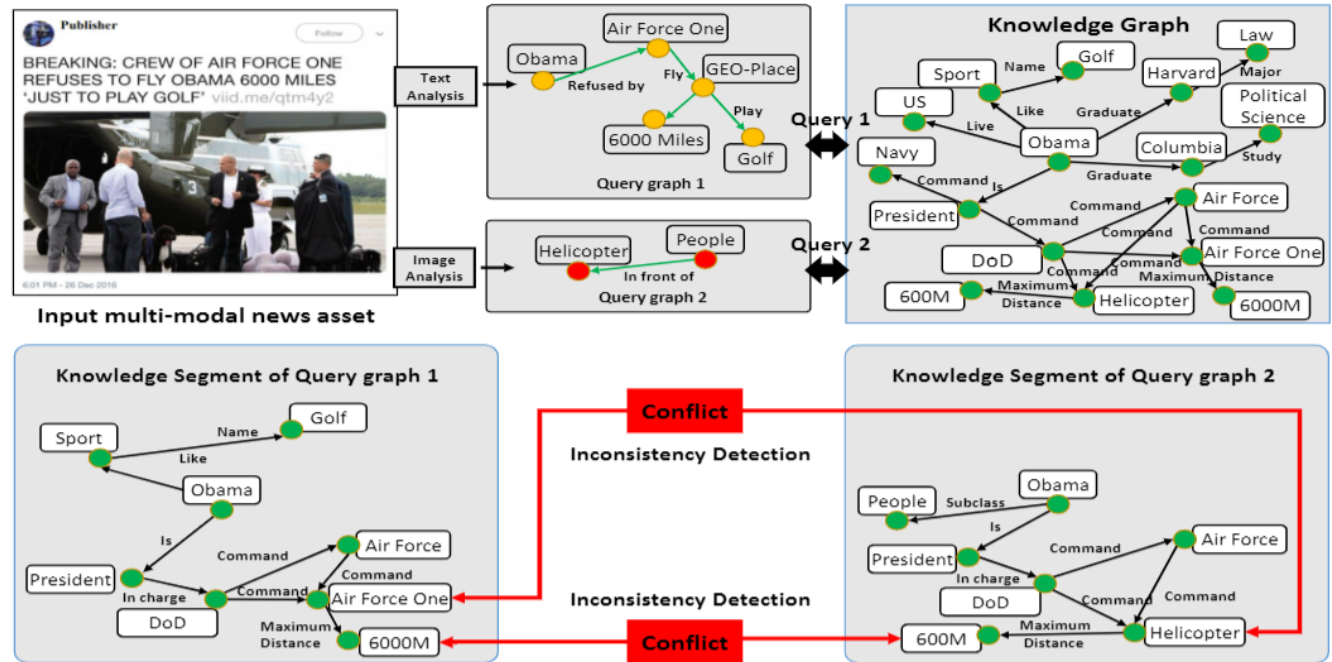 Publisher
Follow
BREAKING: CREW OF AIR FORCE ONE
REFUSES TO FLY OBAMA 6000 MILES
'JUST TO PLAY GOLF' viid.me/qtm4y2
3
6:01 PM - 26 Dec 2016
Input multi-modal news asset
Text
Analysis
Image
Analysis
Air Force One
Obama
Refused by
Fly
GEO-Place
Play
6000 Miles
Golf
Query graph 1
Helicopter
People
In front of
Query graph 2
Query 1
Query 2
Knowledge Graph
Law
Golf
Name
Sport
Harvard
Major
US
Like
Graduate
Political
Science
Live
Obama
Columbia
Navy
Graduate
Study
Command
Is
President
Command
Command
Air Force
Command
DoD
Command
Command
Air Force One
Maximum
Distance
Maximum Distance
600M
Helicopter
6000M
Knowledge Segment of Query graph 1
Golf
Name
Sport
Like
Obama
Is
Command
Air Force
President
Command
In charge
Command
Air Force One
DoD
Maximum
Distance
6000M
Conflict
Inconsistency Detection
Inconsistency Detection
Conflict
Knowledge Segment of Query graph 2
People
Subclass
Obama
Is
Command
Air Force
President
In charge
DoD
Command
Command
Maximum
Distance
600M
Helicopter